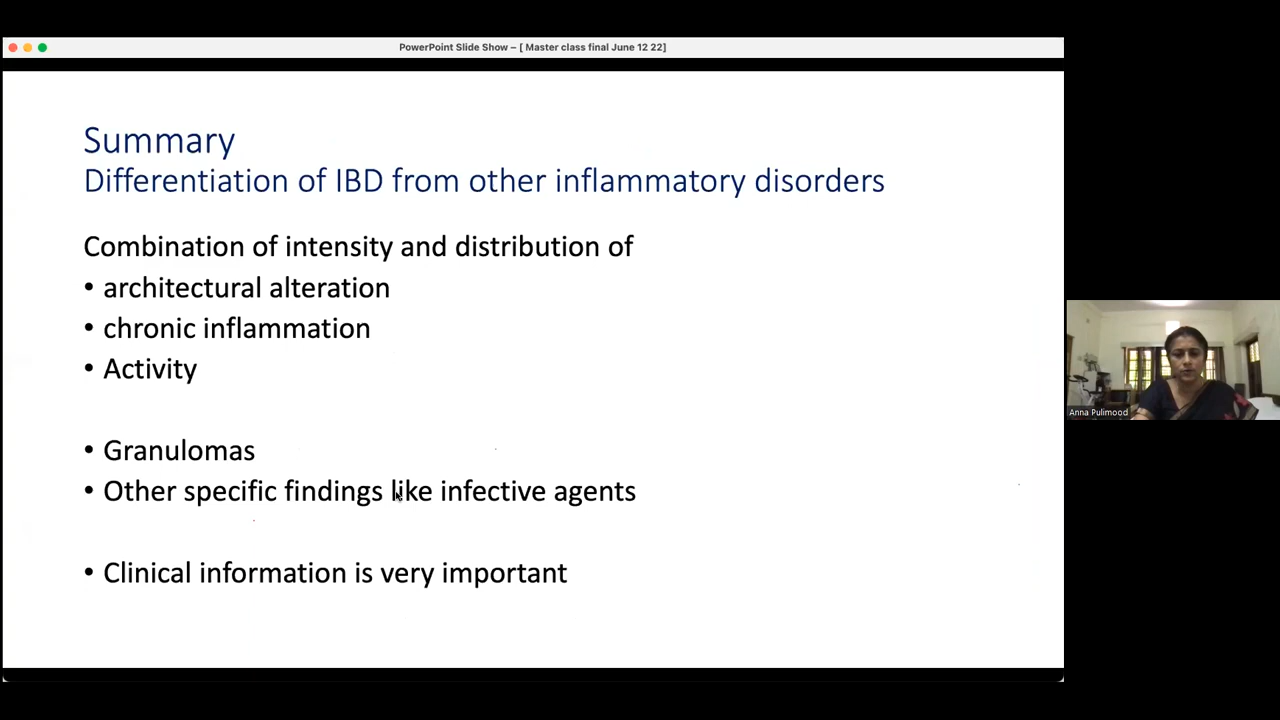 PowerPoint Slide Show – [ Master class final June 12 22]
Summary
Differentiation of IBD from other inflammatory disorders
Combination of intensity and distribution of
• architectural alteration
• chronic inflammation
• Activity
• Granulomas
• Other specific findings like infective agents
• Clinical information is very important
Anna Pulimood